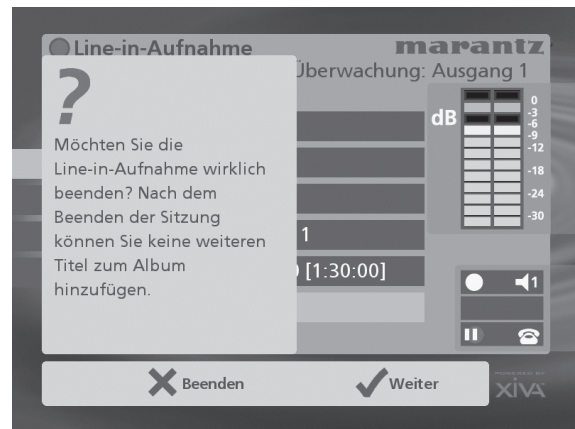 Line-in-Aufnahme
marantz
Überwachung: Ausgang 1
?
Möchten Sie die
Line-in-Aufnahme wirklich
beenden? Nach dem
Beenden der Sitzung
können Sie keine weiteren
Titel zum Album
hinzufügen.
1
[1:30:00]
dB
0
-3
-6
-9
-12
-18
-24
-30
1
Beenden
Weiter
POWERED BY
XiVA